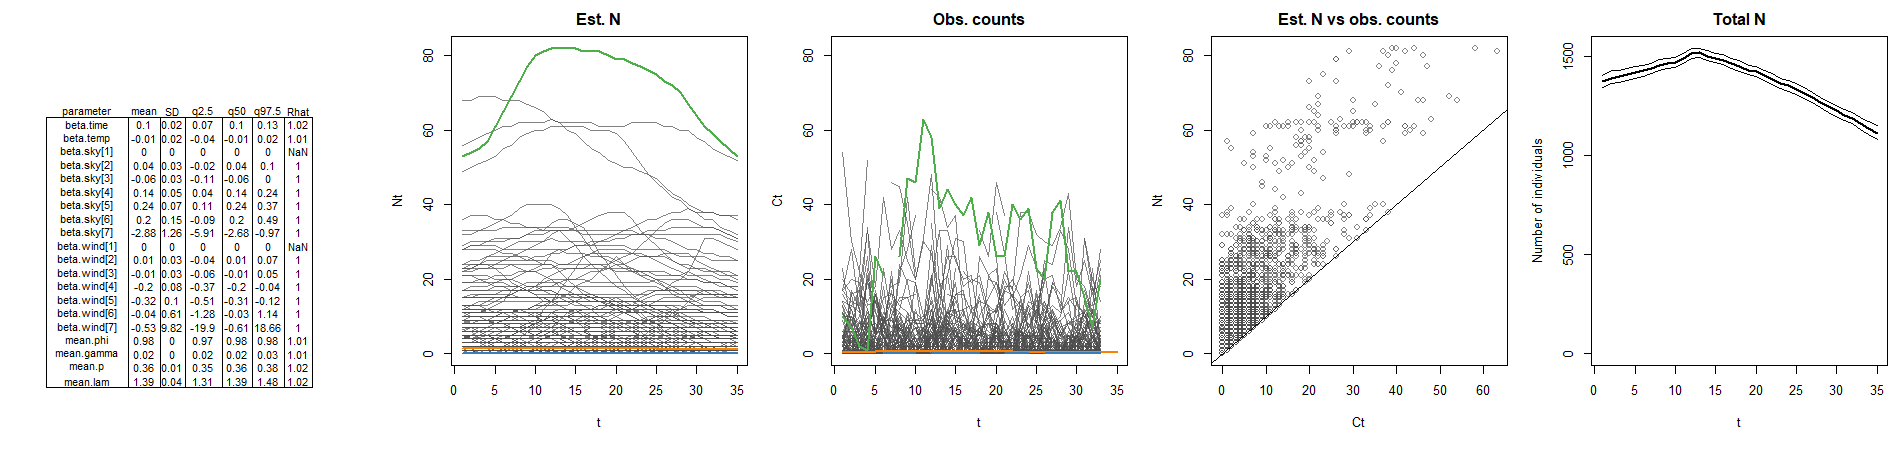 parameter mean SD q2.5 q50 q97.5 Rhat
beta.time 0.1 0.02 0.07 0.1 0.13 1.02
beta.temp -0.01 0.02 -0.04 -0.01 0.02 1.01
beta.sky[1] 0 0 0 0 0 NaN
beta.sky[2] 0.04 0.03 -0.02 0.04 0.1 1
beta.sky[3] -0.06 0.03 -0.11 -0.06 0 1
beta.sky[4] 0.14 0.05 0.04 0.14 0.24 1
beta.sky[5] 0.24 0.07 0.11 0.24 0.37 1
beta.sky[6] 0.2 0.15 -0.09 0.2 0.49 1
beta.sky[7] -2.88 1.26 -5.91 -2.68 -0.97 1
beta.wind[1] 0 0 0 0 0 NaN
beta.wind[2] 0.01 0.03 -0.04 0.01 0.07 1
beta.wind[3] -0.01 0.03 -0.06 -0.01 0.05 1
beta.wind[4] -0.2 0.08 -0.37 -0.2 -0.04 1
beta.wind[5] -0.32 0.1 -0.51 -0.31 -0.12 1
beta.wind[6] -0.04 0.61 -1.28 -0.03 1.14 1
beta.wind[7] -0.53 9.82 -19.9 -0.61 18.66 1
mean.phi 0.98 0 0.97 0.98 0.98 1.01
mean.gamma 0.02 0 0.02 0.02 0.03 1.01
mean.p 0.36 0.01 0.35 0.36 0.38 1.02
mean.lam 1.39 0.04 1.31 1.39 1.48 1.02
Est. N
Nt
80
60
40
20
0
0 5 10 15 20 25 30 35
t
Obs. counts
Ct
80
60
40
20
0
0 5 10 15 20 25 30 35
t
Est. N vs obs. counts
Nt
80
60
40
20
0
0 10 20 30 40 50 60
Ct
Total N
Number of individuals
1500
1000
500
0
0 5 10 15 20 25 30 35
t